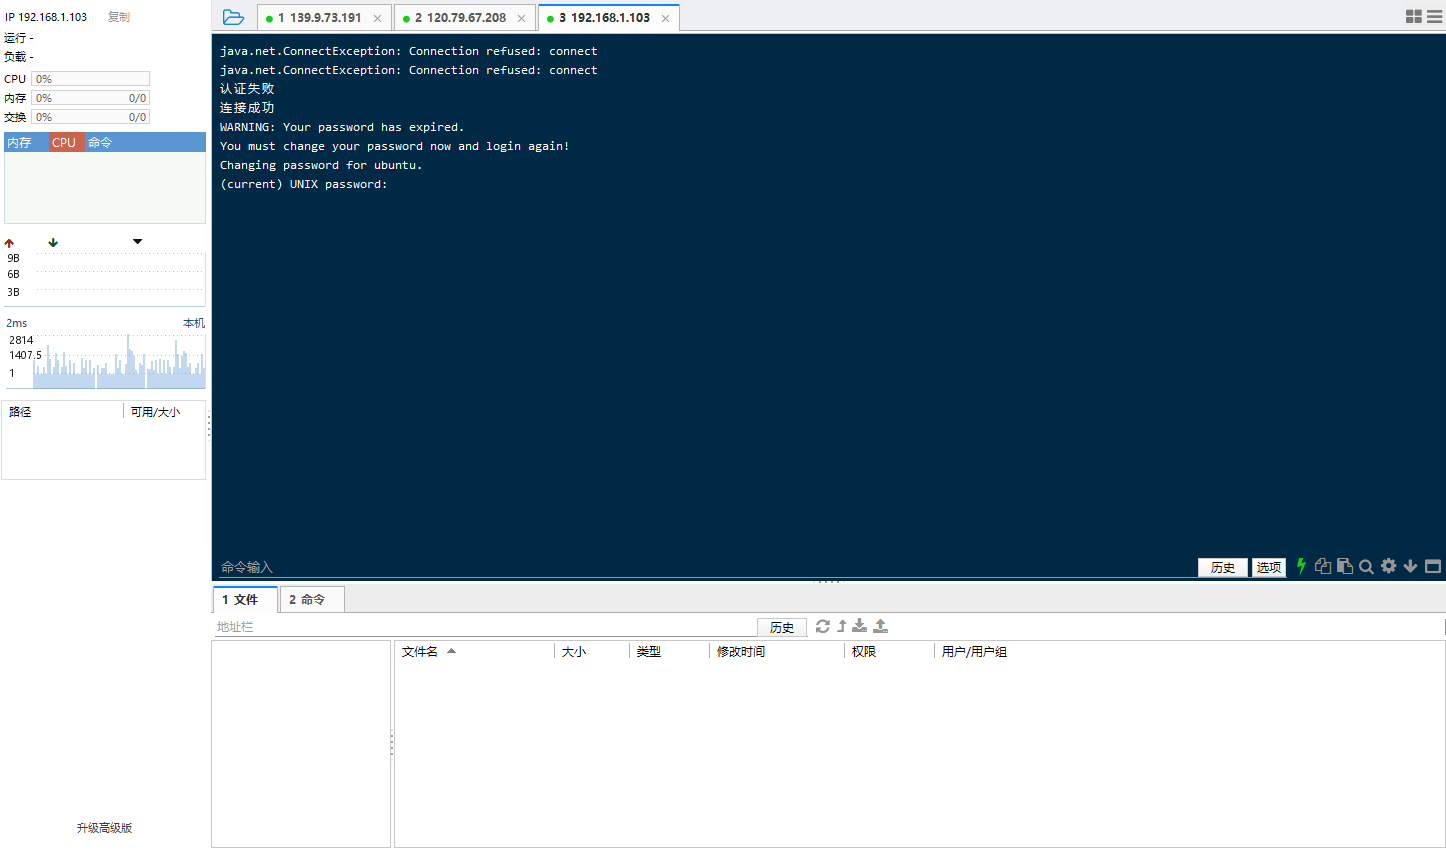 IP 192.168.1.103 复制
运行 -
负载 -
CPU 0%
内存 0% 0/0
交换 0% 0/0
内存 CPU 命令
9B
6B
3B
2ms 本机
2814
1407.5
1
路径 可用/大小
升级高级版
1 139.9.73.191
2 120.79.67.208
3 192.168.1.103
java.net.ConnectException: Connection refused: connect
java.net.ConnectException: Connection refused: connect
认证失败
连接成功
WARNING: Your password has expired.
You must change your password now and login again!
Changing password for ubuntu.
(current) UNIX password:
命令输入 历史 选项
1 文件 2 命令
地址栏 历史
文件名 大小 类型 修改时间 权限 用户/用户组